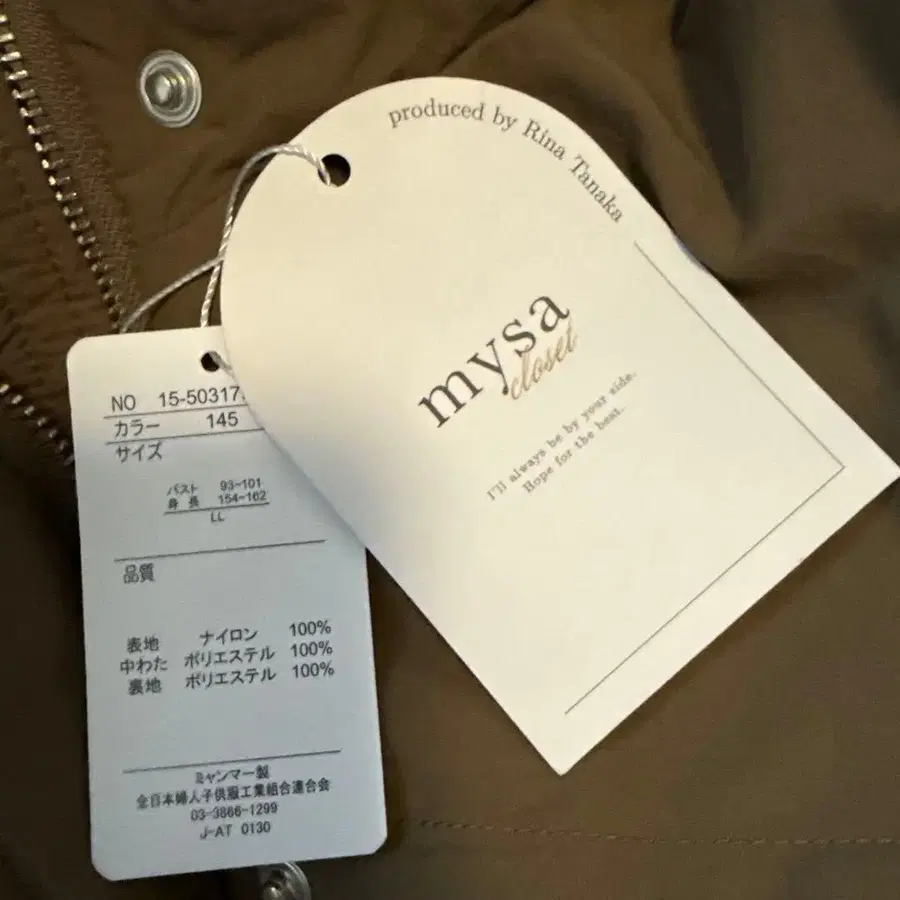 produced by Rina Tanaka
mysa
closet
I'll always be by your side.
Hope for the best.
NO 15-50317
カラー 145
サイズ
バスト 93~101
身長 154~162
LL
品質
表地 ナイロン 100%
中わた ポリエステル 100%
裏地 ポリエステル 100%
ミャンマー製
全日本婦人子供服工業組合連合会
03-3866-1299
J-AT 0130